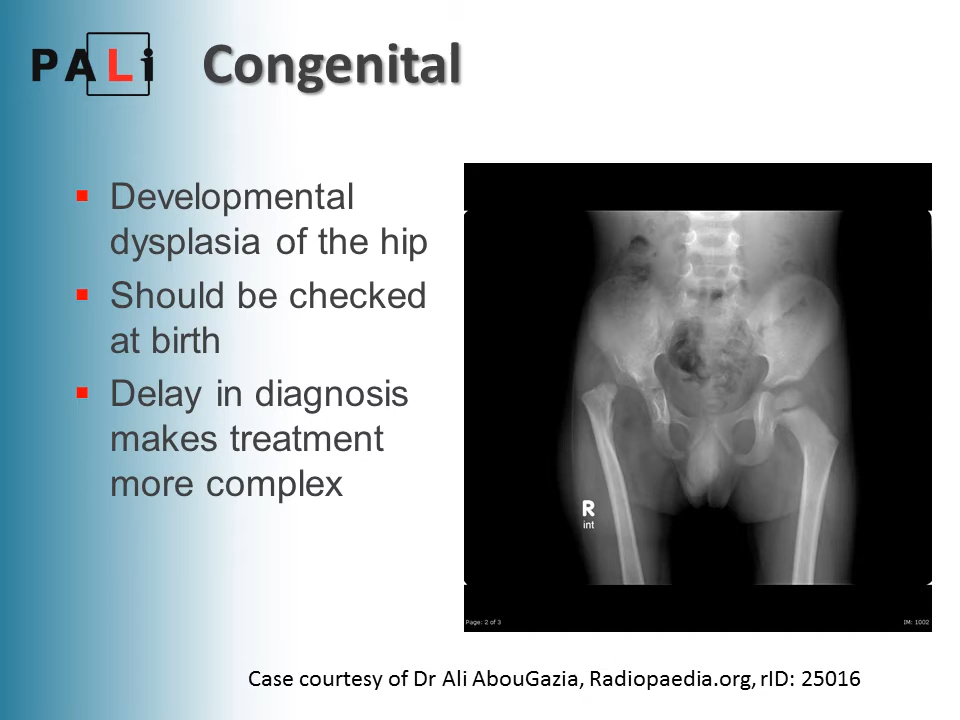 PALi
Congenital
Developmental
dysplasia of the hip
Should be checked
at birth
Delay in diagnosis
makes treatment
more complex
R
int
Page: 2 of 3
IM: 1002
Case courtesy of Dr Ali AbouGazia, Radiopaedia.org, rID: 25016